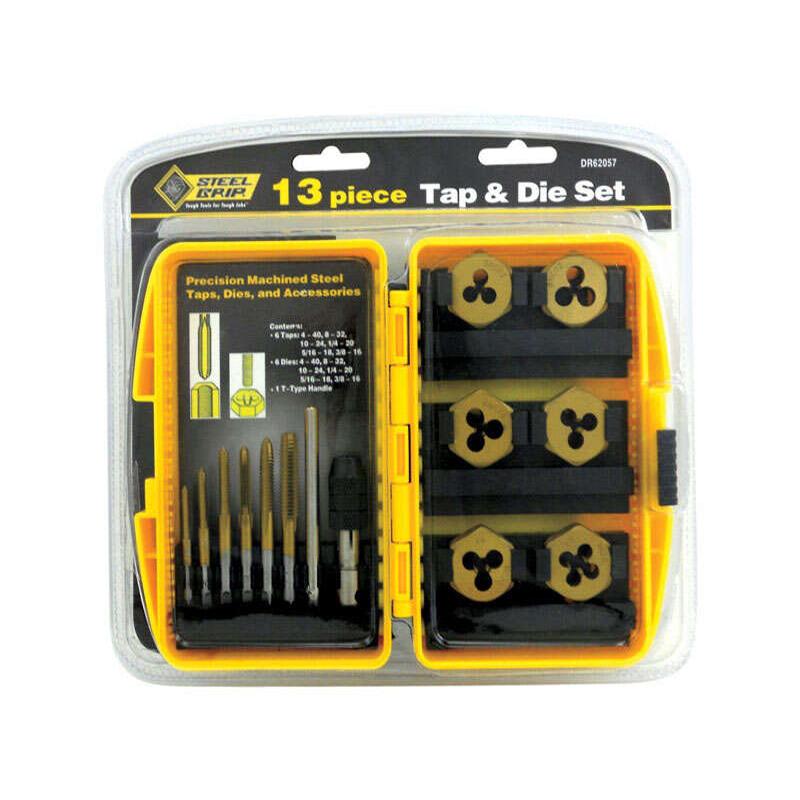 STEEL
GRIP
Tough Tools for Tough Jobs
13 piece Tap & Die Set
DR62057
Precision Machined Steel
Taps, Dies, and Accessories
Contents:
• 6 Taps: 4 – 40, 8 – 32,
10 – 24, 1/4 – 20
5/16 – 18, 3/8 – 16
• 6 Dies: 4 – 40, 8 – 32,
10 – 24, 1/4 – 20
5/16 – 18, 3/8 – 16
• 1 T-Type Handle